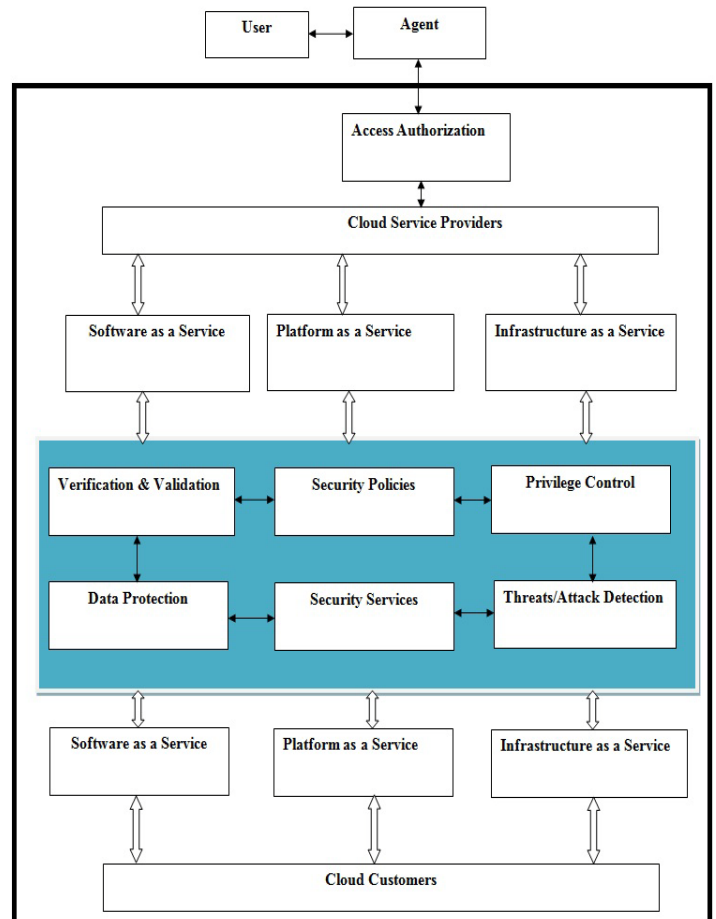 User
Agent
Access Authorization
Cloud Service Providers
Software as a Service
Platform as a Service
Infrastructure as a Service
Verification & Validation
Security Policies
Privilege Control
Data Protection
Security Services
Threats/Attack Detection
Software as a Service
Platform as a Service
Infrastructure as a Service
Cloud Customers